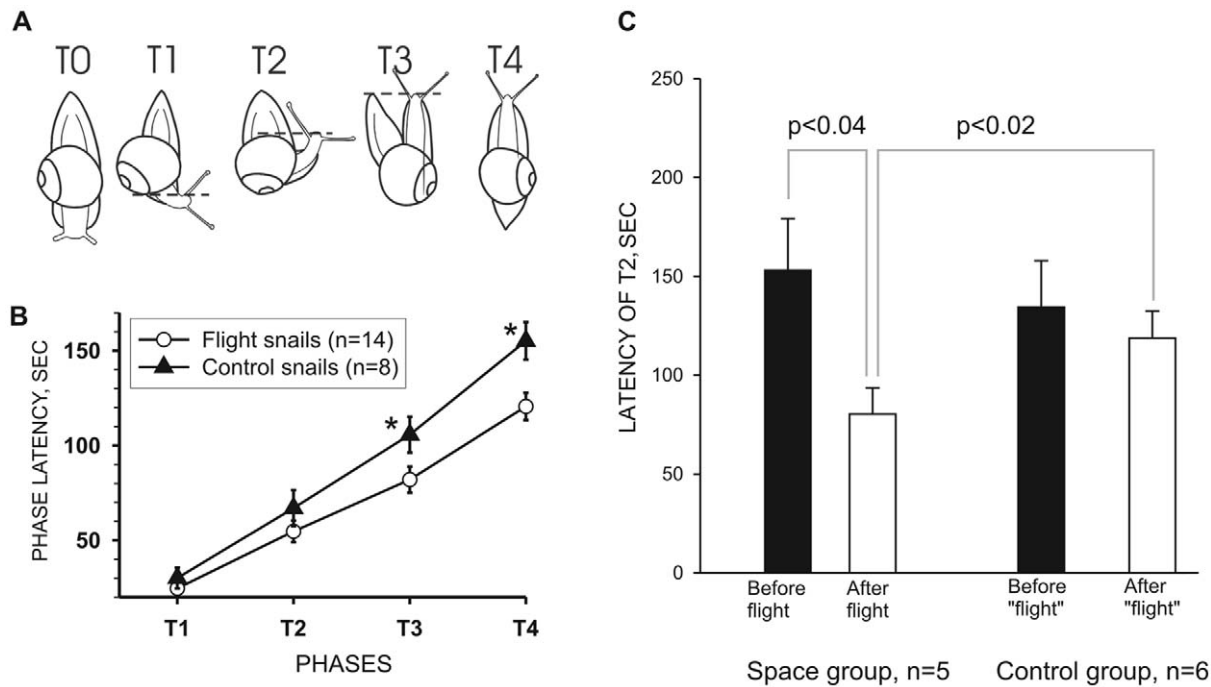 A
T0 T1 T2 T3 T4
B
PHASE LATENCY, SEC
150
100
50
Flight snails (n=14)
Control snails (n=8)
*
*
T1 T2 T3 T4
PHASES
C
LATENCY OF T2, SEC
250
200
150
100
50
0
p<0.04
p<0.02
Before
flight
After
flight
Before
"flight"
After
"flight"
Space group, n=5
Control group, n=6